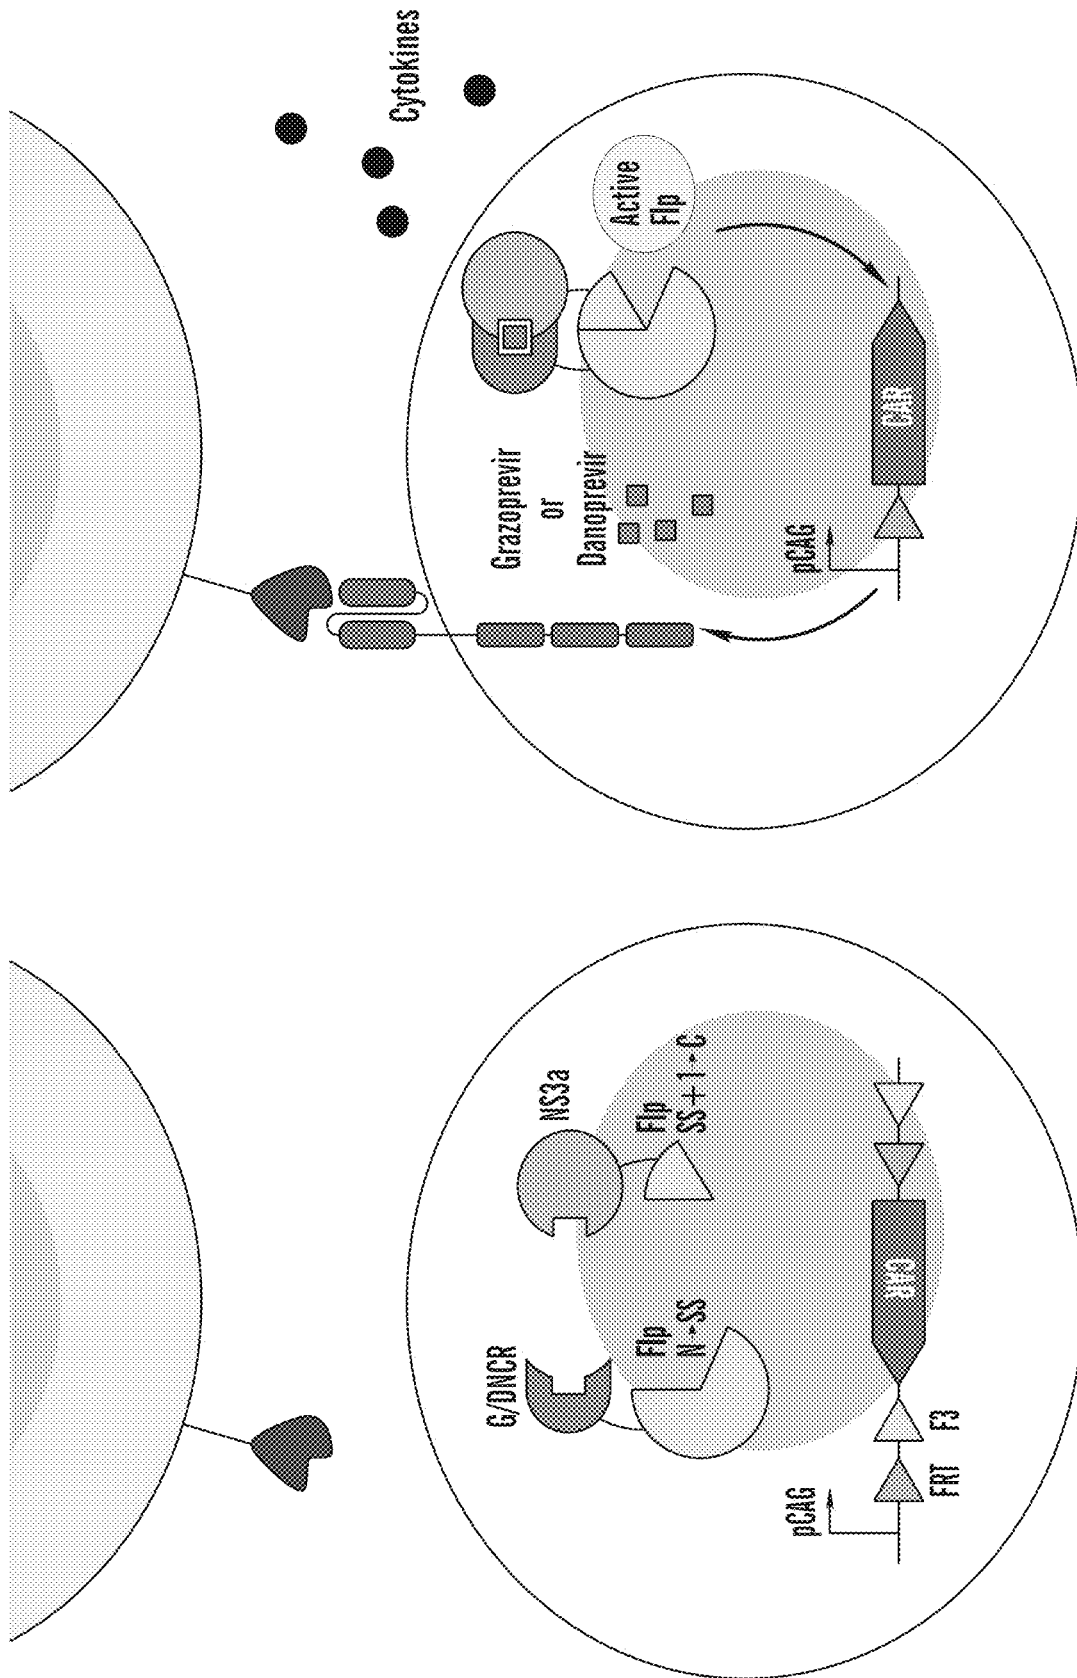 G/DNCR
NS3a
Flp
N-SS
Flp
SS+1-C
pCAG
CAR
FRT
F3
Cytokines
Grazoprevir
or
Danoprevir
Active
Flp
pCAG
CAR